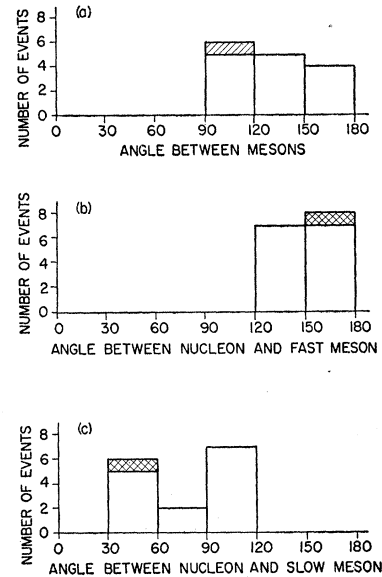 (a)
NUMBER OF EVENTS
8
6
4
2
0
0 30 60 90 120 150 180
ANGLE BETWEEN MESONS
(b)
NUMBER OF EVENTS
8
6
4
2
0
0 30 60 90 120 150 180
ANGLE BETWEEN NUCLEON AND FAST MESON
(c)
NUMBER OF EVENTS
8
6
4
2
0
0 30 60 90 120 150 180
ANGLE BETWEEN NUCLEON AND SLOW MESON